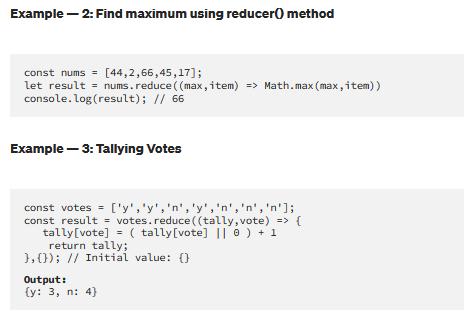 Example — 2: Find maximum using reducer() method
const nums = [44,2,66,45,17];
let result = nums.reduce((max,item) => Math.max(max,item))
console.log(result); // 66
Example — 3: Tallying Votes
const votes = ['y','y','n','y','n','n','n'];
const result = votes.reduce((tally,vote) => {
   tally[vote] = ( tally[vote] || 0 ) + 1
    return tally;
},{}); // Initial value: {}
Output:
{y: 3, n: 4}